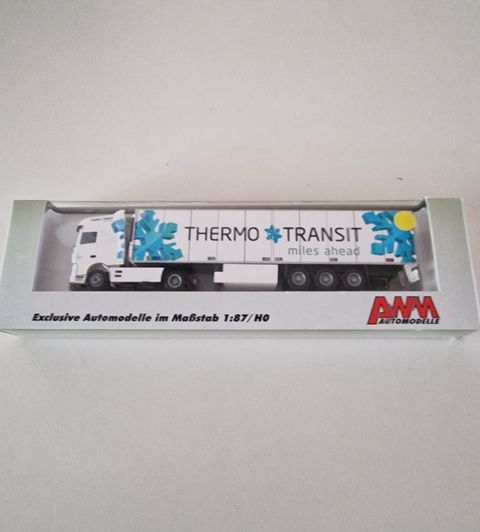 THERMO TRANSIT
miles ahead
Exclusive Automodelle im Maßstab 1:87/H0
AWM
AUTOMODELLE